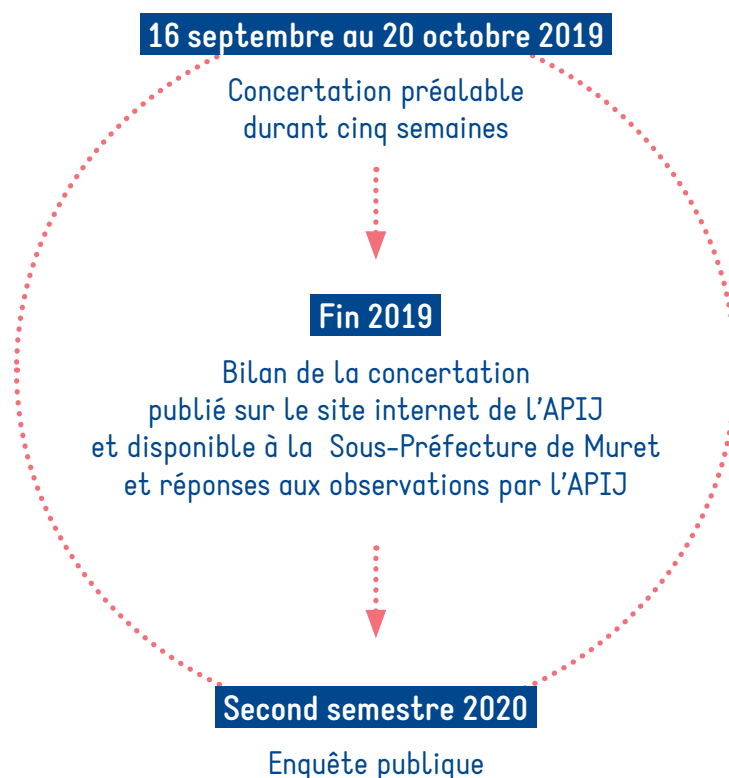 16 septembre au 20 octobre 2019
Concertation préalable
durant cinq semaines
Fin 2019
Bilan de la concertation
publié sur le site internet de l'APIJ
et disponible à la Sous-Préfecture de Muret
et réponses aux observations par l'APIJ
Second semestre 2020
Enquête publique